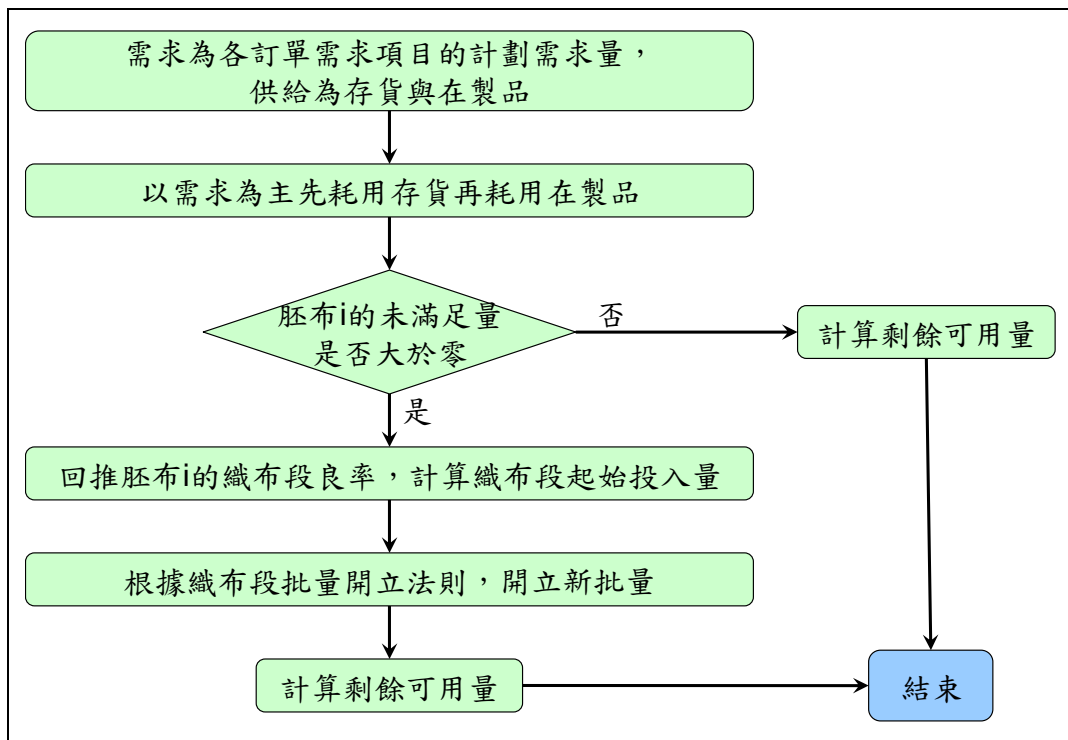 需求為各訂單需求項目的計劃需求量，
供給為存貨與在製品
以需求為主先耗用存貨再耗用在製品
胚布i的未滿足量
是否大於零
否
計算剩餘可用量
是
回推胚布i的織布段良率，計算織布段起始投入量
根據織布段批量開立法則，開立新批量
計算剩餘可用量
結束